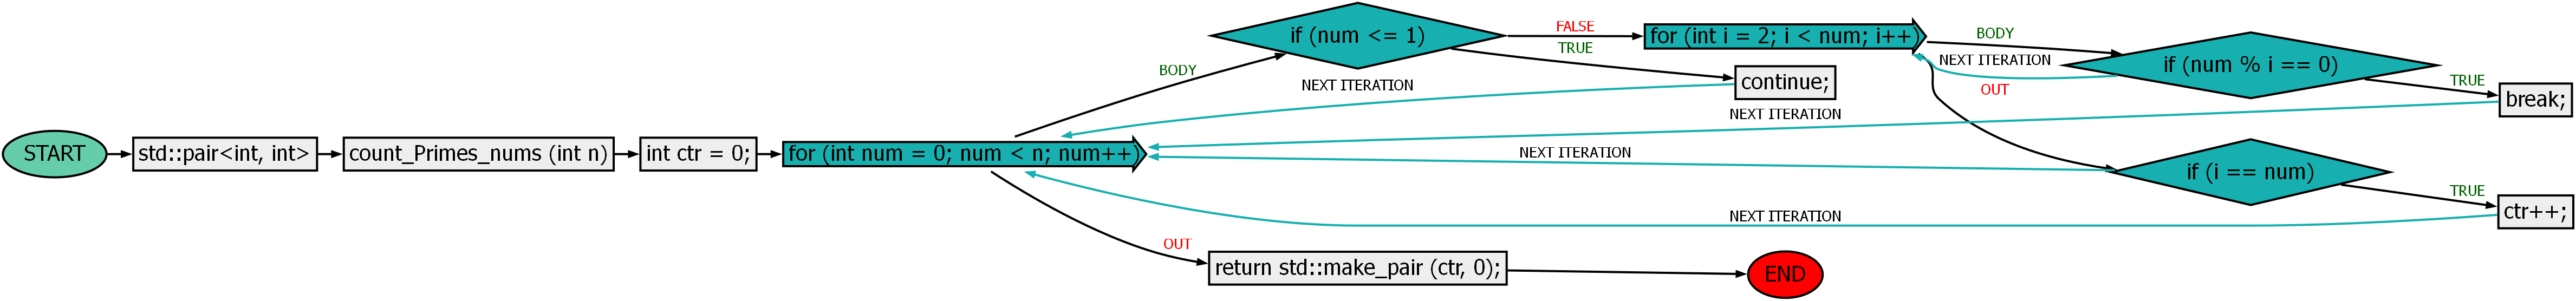 START
std::pair<int, int>
count_Primes_nums (int n)
int ctr = 0;
for (int num = 0; num < n; num++)
BODY
if (num <= 1)
FALSE
TRUE
for (int i = 2; i < num; i++)
continue;
NEXT ITERATION
BODY
NEXT ITERATION
if (num % i == 0)
TRUE
break;
NEXT ITERATION
OUT
if (i == num)
NEXT ITERATION
TRUE
ctr++;
NEXT ITERATION
OUT
return std::make_pair (ctr, 0);
END